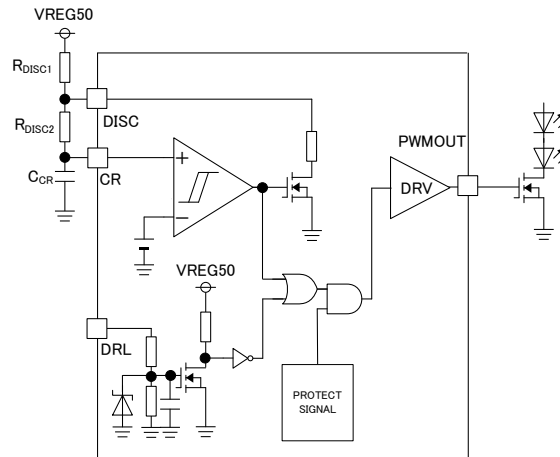 VREG50
RDISC1
DISC
RDISC2
CR
CCR
+
−
PWMOUT
DRV
VREG50
DRL
PROTECT
SIGNAL